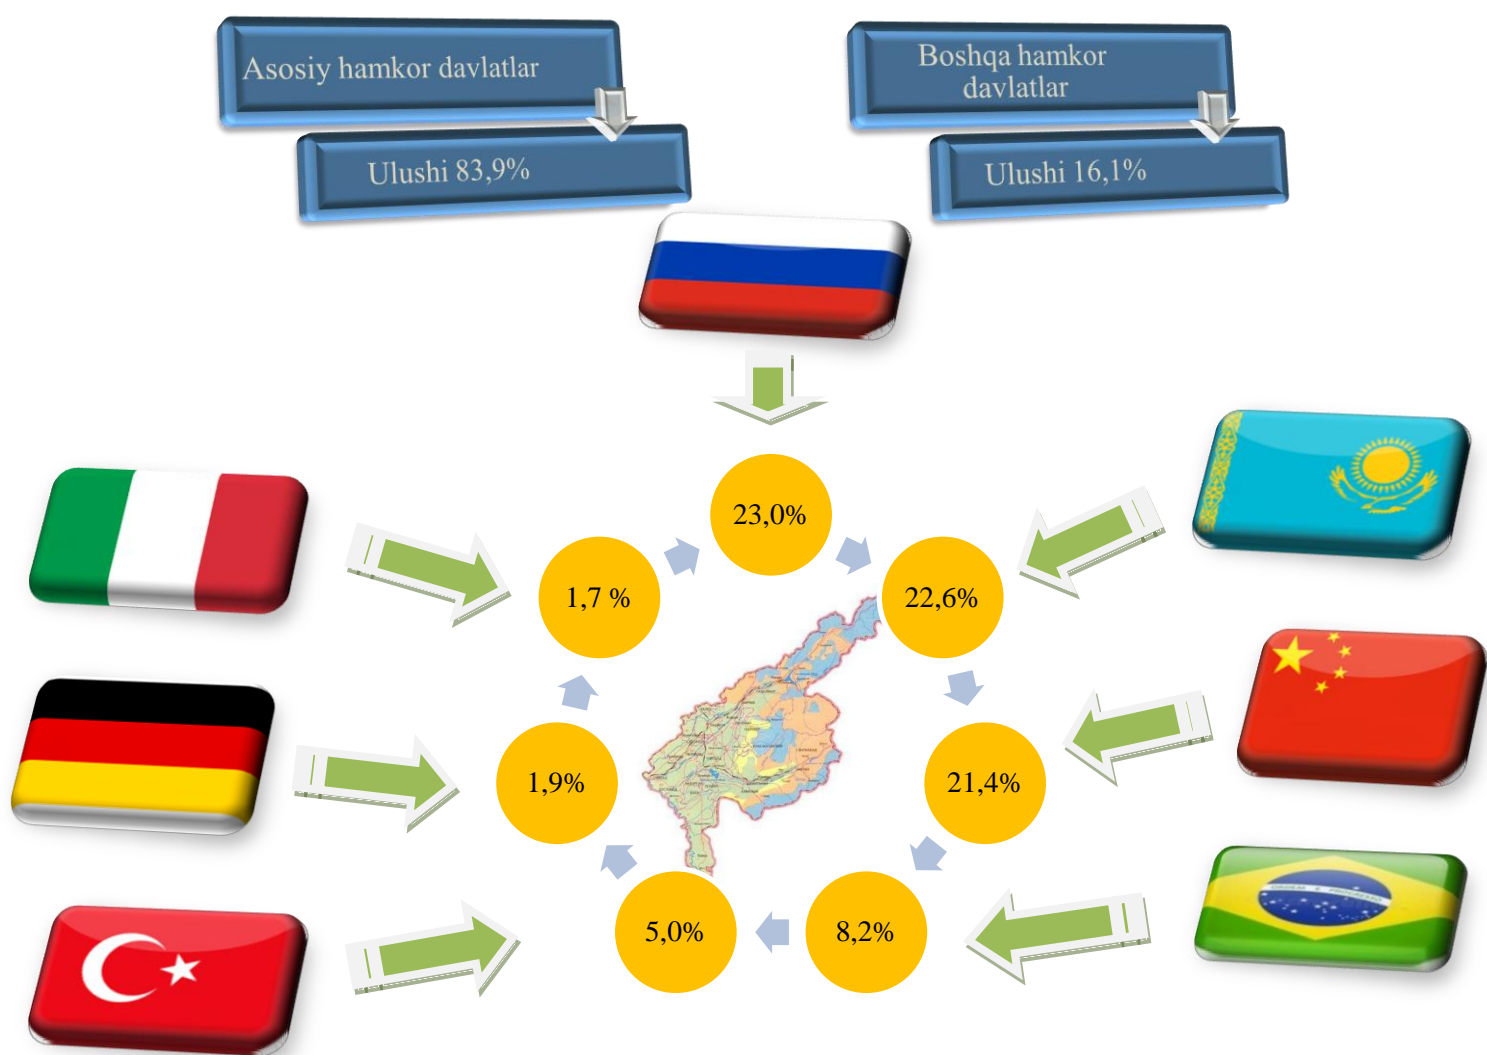 Asosiy hamkor davlatlar
Ulushi 83,9%
Boshqa hamkor
davlatlar
Ulushi 16,1%
23,0%
22,6%
21,4%
8,2%
5,0%
1,9%
1,7 %